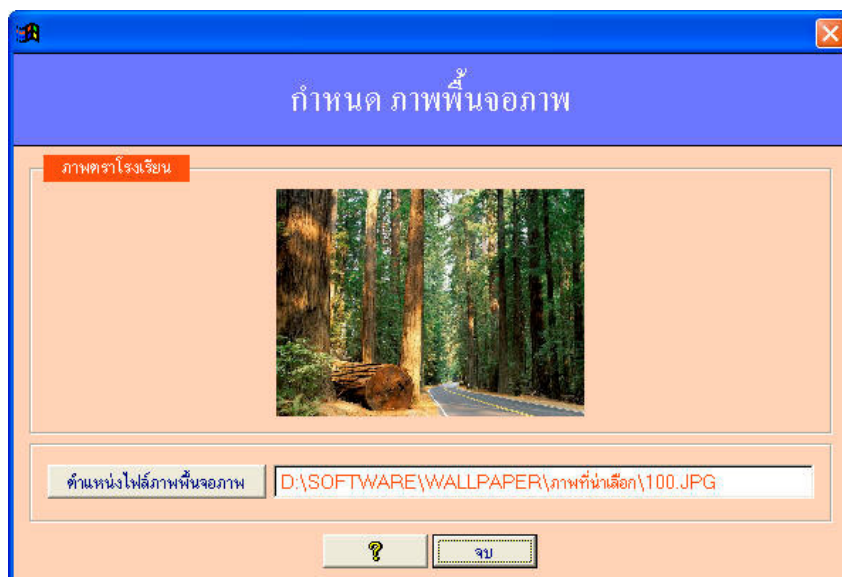 กำหนด ภาพพื้นจอภาพ
ภาพตราโรงเรียน
ตำแหน่งไฟล์ภาพพื้นจอภาพ
D:\SOFTWARE\WALLPAPER\ภาพที่น่าเลือก\100.JPG
?
จบ